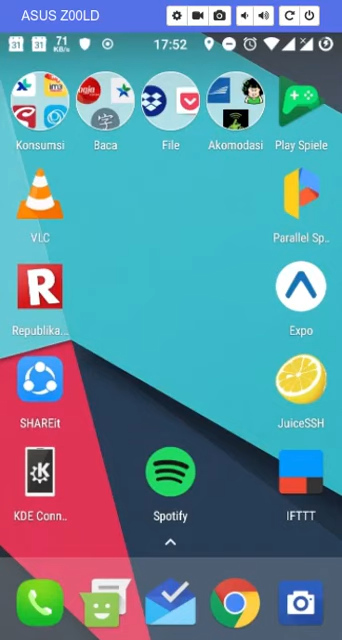 ASUS Z00LD
31 31 71 KB/s 17:52
Konsumsi Baca File Akomodasi Play Spiele
VLC Parallel Sp..
R
Republika... Expo
SHAREit JuiceSSH
KDE Conn.. Spotify IFTTT